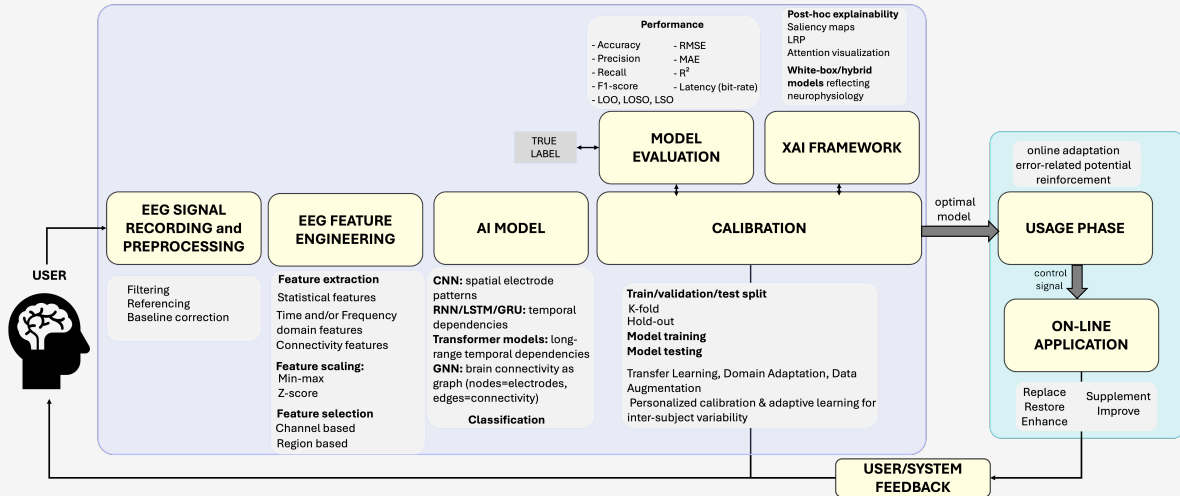 Performance
- Accuracy
- Precision
- Recall
- F1-score
- LOO, LOSO, LSO
- RMSE
- MAE
- R²
- Latency (bit-rate)
Post-hoc explainability
Saliency maps
LRP
Attention visualization
White-box/hybrid
models reflecting
neurophysiology
TRUE
LABEL
MODEL
EVALUATION
XAI FRAMEWORK
USER
EEG SIGNAL
RECORDING and
PREPROCESSING
Filtering
Referencing
Baseline correction
EEG FEATURE
ENGINEERING
Feature extraction
Statistical features
Time and/or Frequency
domain features
Connectivity features
Feature scaling:
Min-max
Z-score
Feature selection
Channel based
Region based
AI MODEL
CNN: spatial electrode
patterns
RNN/LSTM/GRU: temporal
dependencies
Transformer models: long-
range temporal dependencies
GNN: brain connectivity as
graph (nodes=electrodes,
edges=connectivity)
Classification
CALIBRATION
Train/validation/test split
K-fold
Hold-out
Model training
Model testing
Transfer Learning, Domain Adaptation, Data
Augmentation
Personalized calibration & adaptive learning for
inter-subject variability
optimal
model
online adaptation
error-related potential
reinforcement
USAGE PHASE
control
signal
ON-LINE
APPLICATION
Replace
Restore
Enhance
Supplement
Improve
USER/SYSTEM
FEEDBACK